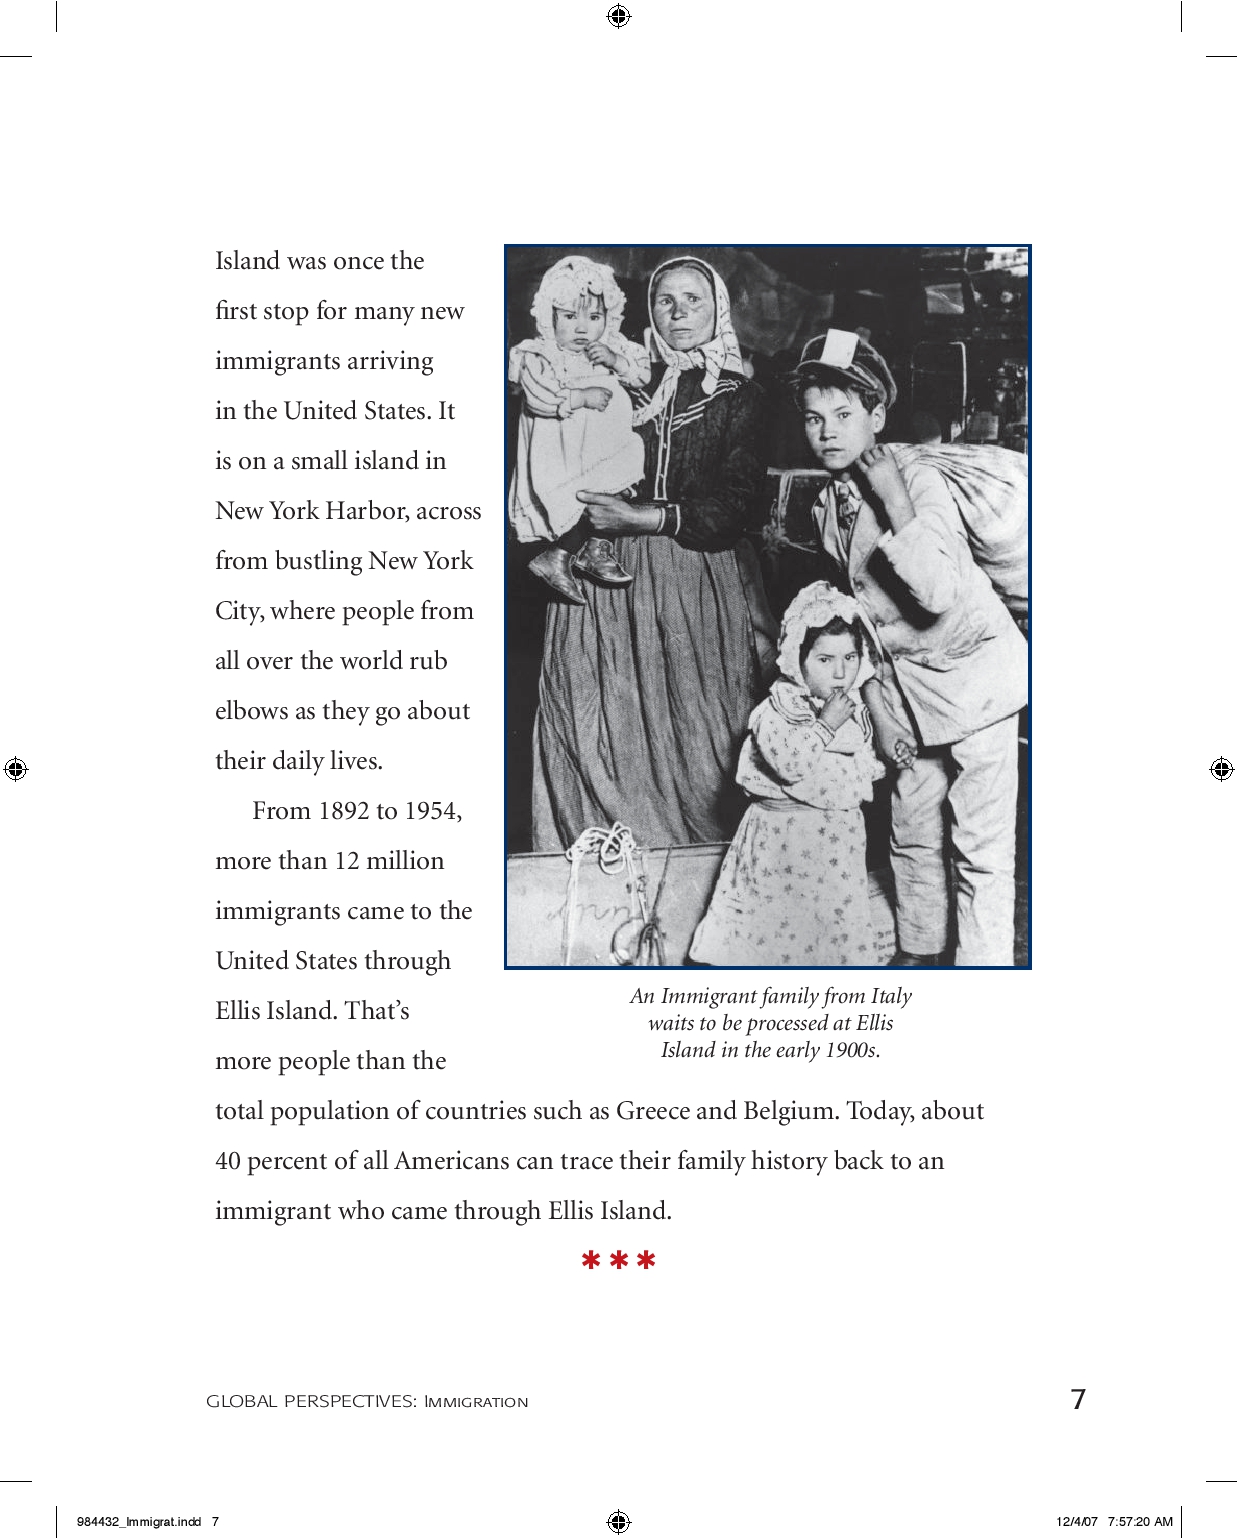 Island was once the
first stop for many new
immigrants arriving
in the United States. It
is on a small island in
New York Harbor, across
from bustling New York
City, where people from
all over the world rub
elbows as they go about
their daily lives.
From 1892 to 1954,
more than 12 million
immigrants came to the
United States through
Ellis Island. That’s
more people than the
total population of countries such as Greece and Belgium. Today, about
40 percent of all Americans can trace their family history back to an
immigrant who came through Ellis Island.
An Immigrant family from Italy
waits to be processed at Ellis
Island in the early 1900s.
***
GLOBAL PERSPECTIVES: Immigration 7
984432_Immigrat.indd 7 12/4/07 7:57:20 AM